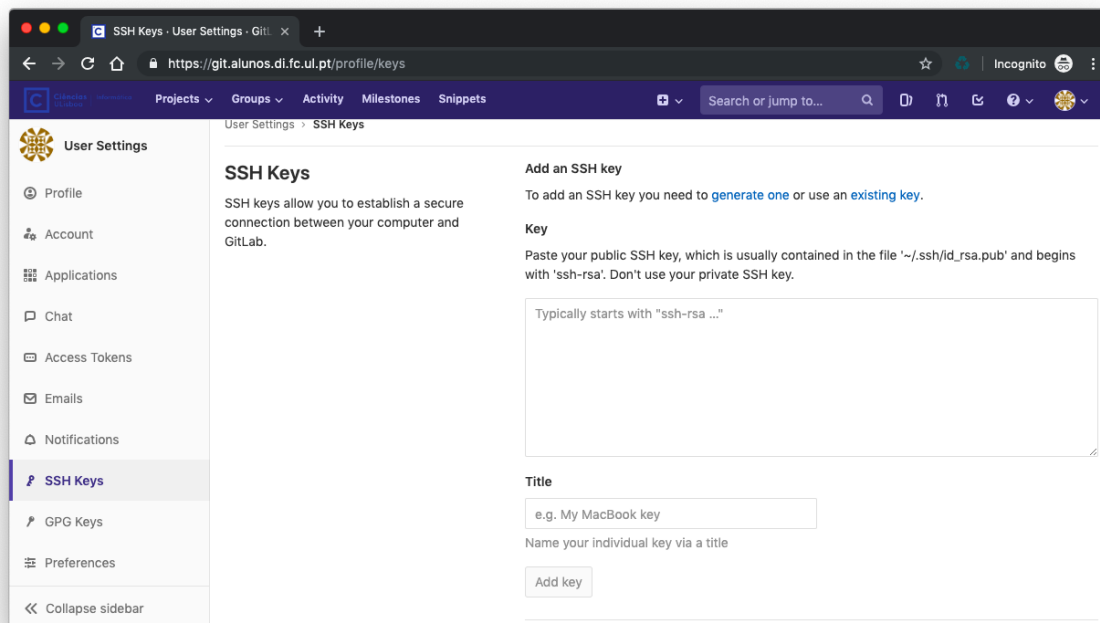 SSH Keys · User Settings · GitL
https://git.alunos.di.fc.ul.pt/profile/keys
Incognito
C
Projects
Groups
Activity
Milestones
Snippets
Search or jump to...
User Settings
User Settings › SSH Keys
Profile
Account
Applications
Chat
Access Tokens
Emails
Notifications
SSH Keys
GPG Keys
Preferences
Collapse sidebar
SSH Keys
SSH keys allow you to establish a secure
connection between your computer and
GitLab.
Add an SSH key
To add an SSH key you need to generate one or use an existing key.
Key
Paste your public SSH key, which is usually contained in the file '~/.ssh/id_rsa.pub' and begins
with 'ssh-rsa'. Don't use your private SSH key.
Typically starts with "ssh-rsa …"
Title
e.g. My MacBook key
Name your individual key via a title
Add key